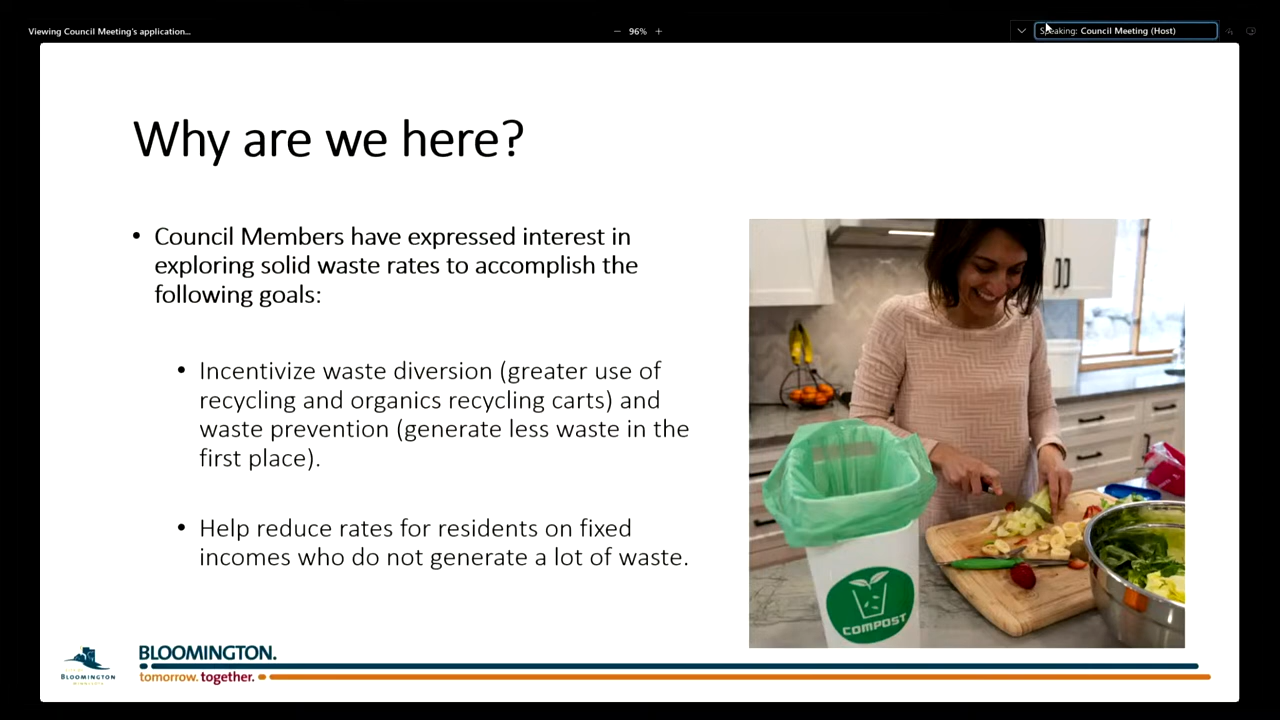 Viewing Council Meeting's application...
96%
Speaking: Council Meeting (Host)
Why are we here?
• Council Members have expressed interest in
exploring solid waste rates to accomplish the
following goals:
• Incentivize waste diversion (greater use of
recycling and organics recycling carts) and
waste prevention (generate less waste in the
first place).
• Help reduce rates for residents on fixed
incomes who do not generate a lot of waste.
COMPOST
BLOOMINGTON.
tomorrow. together.
BLOOMINGTON